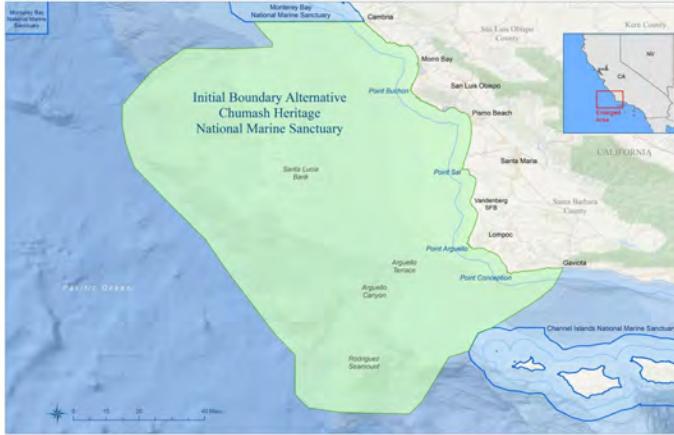 Monterey Bay
National Marine
Sanctuary
Monterey Bay
National Marine Sanctuary
Cambria
San Luis Obispo
County
Kern County
NV
CA
Enlarged
Area
Morro Bay
Point Buchon
San Luis Obispo
Pismo Beach
Initial Boundary Alternative
Chumash Heritage
National Marine Sanctuary
CALIFORNIA
Santa Lucia
Bank
Santa Maria
Point Sal
Vandenberg
SFB
Santa Barbara
County
Lompoc
Point Arguello
Arguello
Terrace
Gaviota
Point Conception
Pacific Ocean
Arguello
Canyon
Channel Islands National Marine Sanctuary
Rodriguez
Seamount
0
10
20
40 Miles